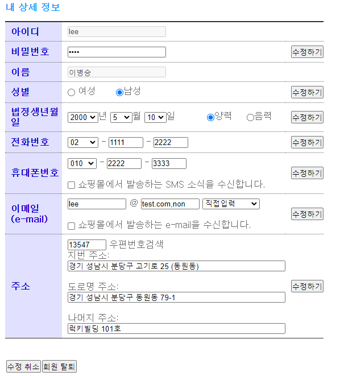 내 상세 정보
아이디 lee
비밀번호 •••• 수정하기
이름 이병승
성별 여성 남성 수정하기
법정생년월일 2000 년 5 월 10 일 양력 음력 수정하기
전화번호 02 - 1111 - 2222 수정하기
휴대폰번호 010 - 2222 - 3333 수정하기
쇼핑몰에서 발송하는 SMS 소식을 수신합니다.
이메일
(e-mail) lee @ test.com,non 직접입력 수정하기
쇼핑몰에서 발송하는 e-mail을 수신합니다.
주소 13547 우편번호검색
지번 주소:
경기 성남시 분당구 고기로 25 (동원동)
도로명 주소: 수정하기
경기 성남시 분당구 동원동 79-1
나머지 주소:
럭키빌딩 101호
수정 취소 회원 탈퇴